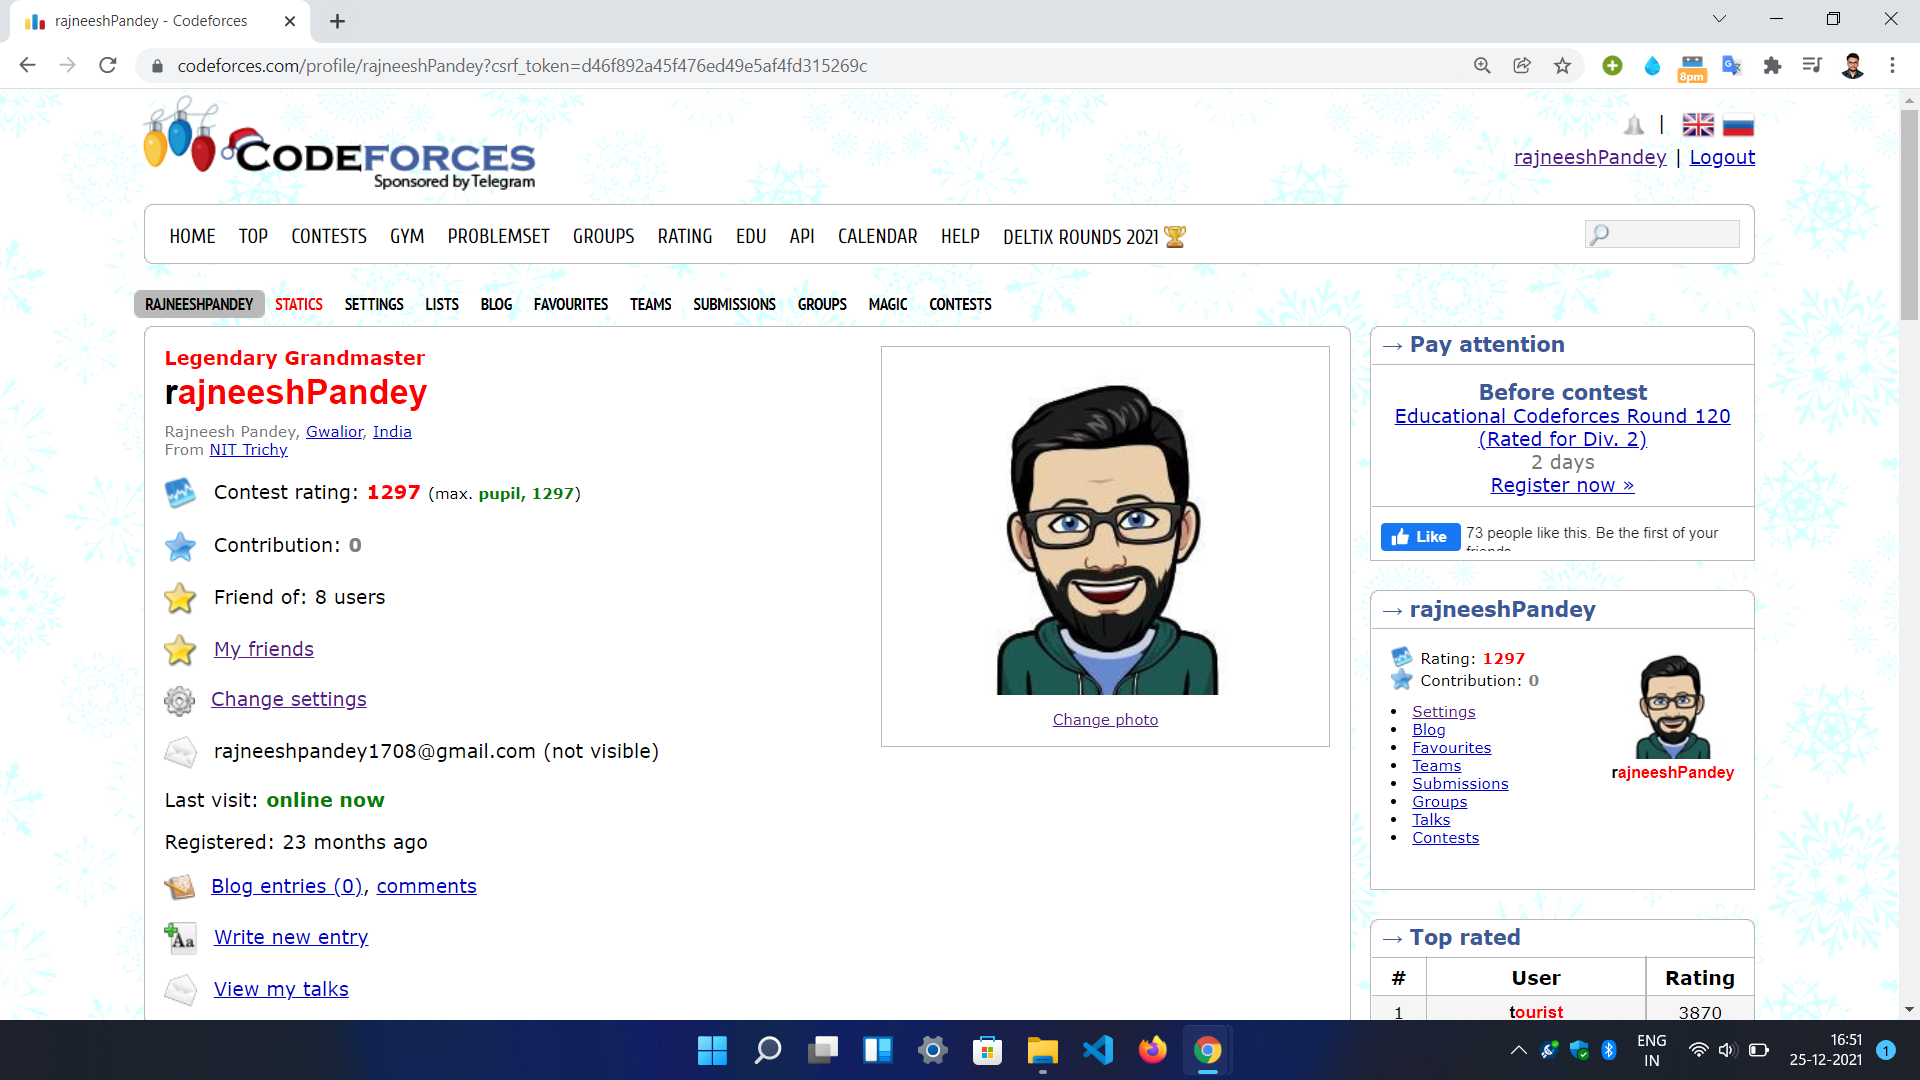 rajneeshPandey - Codeforces
codeforces.com/profile/rajneeshPandey?csrf_token=d46f892a45f476ed49e5af4fd315269c
8pm
CODEFORCES
Sponsored by Telegram
|
rajneeshPandey | Logout
HOME TOP CONTESTS GYM PROBLEMSET GROUPS RATING EDU API CALENDAR HELP DELTIX ROUNDS 2021
RAJNEESHPANDEY STATICS SETTINGS LISTS BLOG FAVOURITES TEAMS SUBMISSIONS GROUPS MAGIC CONTESTS
Legendary Grandmaster
rajneeshPandey
Rajneesh Pandey, Gwalior, India
From NIT Trichy
Contest rating: 1297 (max. pupil, 1297)
Contribution: 0
Friend of: 8 users
My friends
Change settings
rajneeshpandey1708@gmail.com (not visible)
Last visit: online now
Registered: 23 months ago
Blog entries (0), comments
Aa
Write new entry
View my talks
Change photo
→ Pay attention
Before contest
Educational Codeforces Round 120
(Rated for Div. 2)
2 days
Register now »
Like 73 people like this. Be the first of your
friends
→ rajneeshPandey
Rating: 1297
Contribution: 0
• Settings
• Blog
• Favourites
• Teams
• Submissions
• Groups
• Talks
• Contests
rajneeshPandey
→ Top rated
# User Rating
1 tourist 3870
ENG
IN
16:51
25-12-2021
1